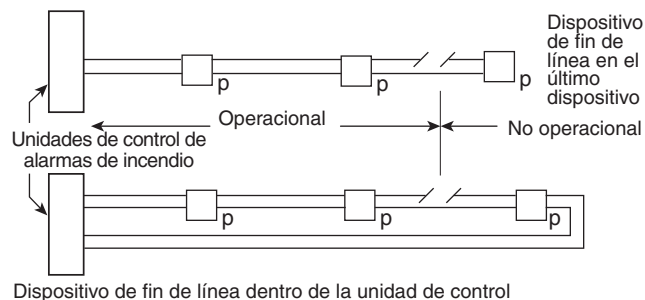 Dispositivo
de fin de
línea en el
último
dispositivo
p
p
p
Operacional
No operacional
Unidades de control de
alarmas de incendio
p
p
p
Dispositivo de fin de línea dentro de la unidad de control